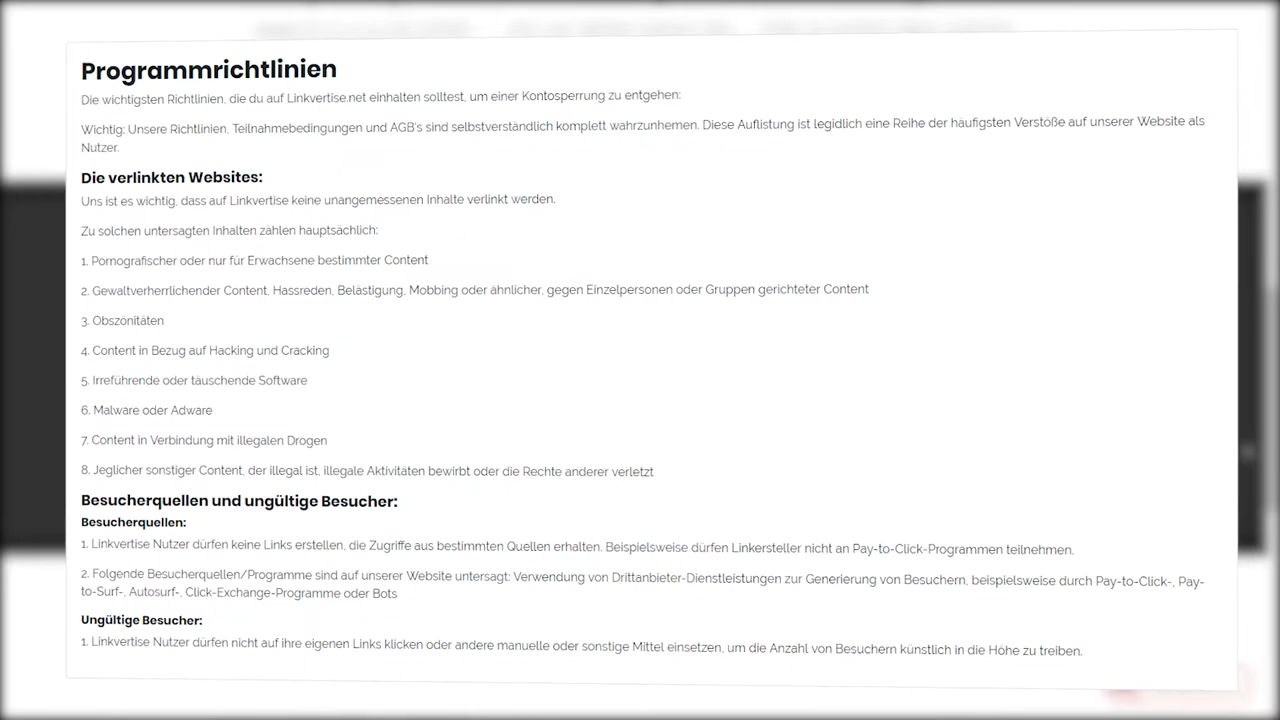 Programmrichtlinien
Die wichtigsten Richtlinien, die du auf Linkvertise.net einhalten solltest, um einer Kontosperrung zu entgehen:
Wichtig: Unsere Richtlinien, Teilnahmebedingungen und AGB's sind selbstverständlich komplett wahrzunhemen. Diese Auflistung ist legidlich eine Reihe der häufigsten Verstöße auf unserer Website als
Nutzer.
Die verlinkten Websites:
Uns ist es wichtig, dass auf Linkvertise keine unangemessenen Inhalte verlinkt werden.
Zu solchen untersagten Inhalten zählen hauptsächlich:
1. Pornografischer oder nur für Erwachsene bestimmter Content
2. Gewaltverherrlichender Content, Hassreden, Belästigung, Mobbing oder ähnlicher, gegen Einzelpersonen oder Gruppen gerichteter Content
3. Obszönitäten
4. Content in Bezug auf Hacking und Cracking
5. Irreführende oder täuschende Software
6. Malware oder Adware
7. Content in Verbindung mit illegalen Drogen
8. Jeglicher sonstiger Content, der illegal ist, illegale Aktivitäten bewirbt oder die Rechte anderer verletzt
Besucherquellen und ungültige Besucher:
Besucherquellen:
1. Linkvertise Nutzer dürfen keine Links erstellen, die Zugriffe aus bestimmten Quellen erhalten. Beispielsweise dürfen Linkersteller nicht an Pay-to-Click-Programmen teilnehmen.
2. Folgende Besucherquellen/Programme sind auf unserer Website untersagt: Verwendung von Drittanbieter-Dienstleistungen zur Generierung von Besuchern, beispielsweise durch Pay-to-Click-, Pay-
to-Surf-, Autosurf-, Click-Exchange-Programme oder Bots
Ungültige Besucher:
1. Linkvertise Nutzer dürfen nicht auf ihre eigenen Links klicken oder andere manuelle oder sonstige Mittel einsetzen, um die Anzahl von Besuchern künstlich in die Höhe zu treiben.